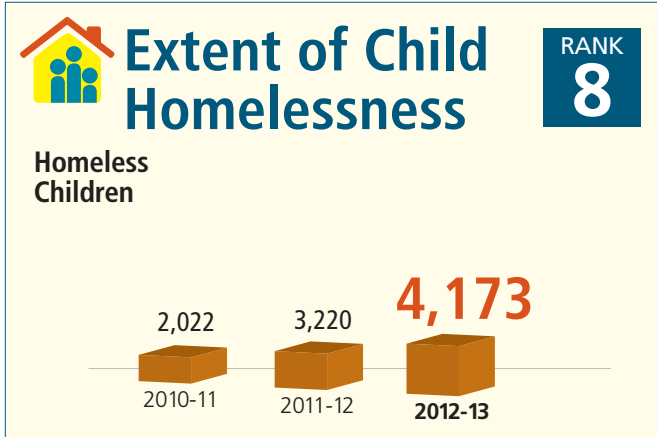 Extent of Child
Homelessness
RANK
8
Homeless
Children
2,022
3,220
4,173
2010-11
2011-12
2012-13